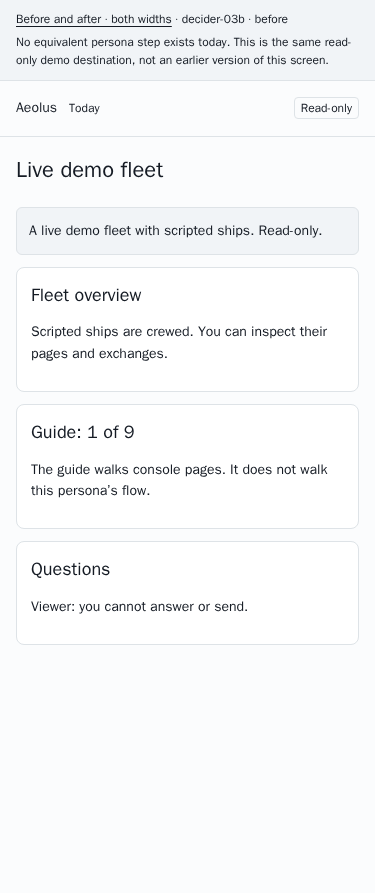 Before and after · both widths · decider-03b · before
No equivalent persona step exists today. This is the same read-
only demo destination, not an earlier version of this screen.
Aeolus Today Read-only
Live demo fleet
A live demo fleet with scripted ships. Read-only.
Fleet overview
Scripted ships are crewed. You can inspect their
pages and exchanges.
Guide: 1 of 9
The guide walks console pages. It does not walk
this persona's flow.
Questions
Viewer: you cannot answer or send.